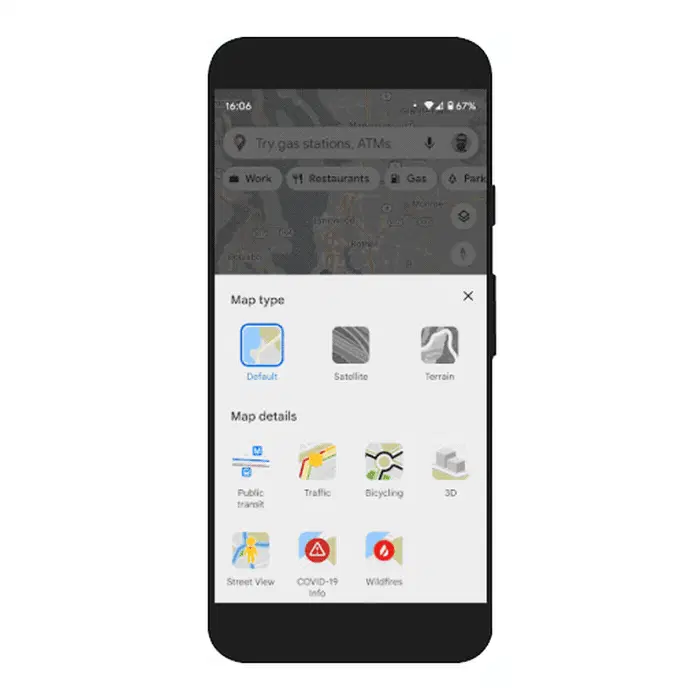 16:06 67%
Try gas stations, ATMs
Work Restaurants Gas Park
Map type
Default Satellite Terrain
Map details
Public
transit
Traffic Bicycling 3D
Street View COVID-19
Info
Wildfires